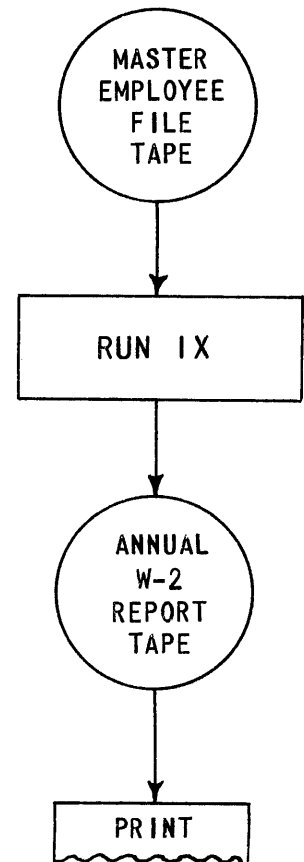 MASTER
EMPLOYEE
FILE
TAPE
RUN IX
ANNUAL
W-2
REPORT
TAPE
PRINT